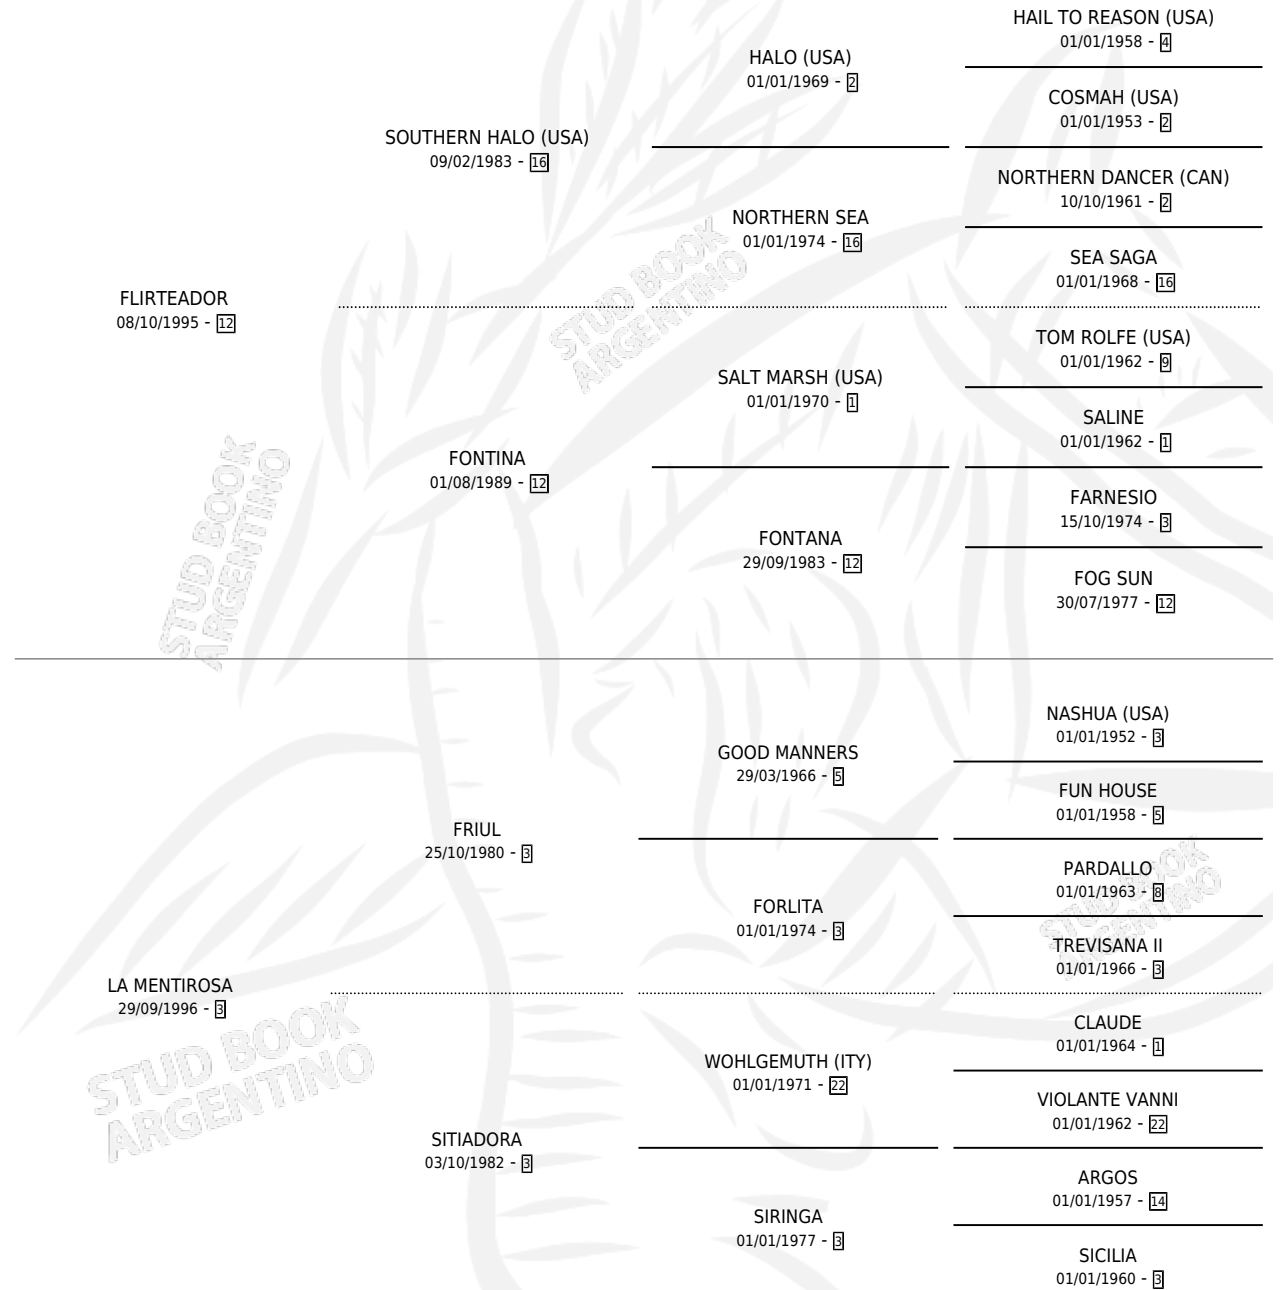 HAIL TO REASON (USA)
01/01/1958 - 4
HALO (USA)
01/01/1969 - 2
COSMAH (USA)
01/01/1953 - 2
SOUTHERN HALO (USA)
09/02/1983 - 16
NORTHERN DANCER (CAN)
10/10/1961 - 2
NORTHERN SEA
01/01/1974 - 16
SEA SAGA
01/01/1968 - 16
FLIRTEADOR
08/10/1995 - 12
TOM ROLFE (USA)
01/01/1962 - 9
SALT MARSH (USA)
01/01/1970 - 1
SALINE
01/01/1962 - 1
FONTINA
01/08/1989 - 12
FARNESIO
15/10/1974 - 3
FONTANA
29/09/1983 - 12
FOG SUN
30/07/1977 - 12
NASHUA (USA)
01/01/1952 - 3
GOOD MANNERS
29/03/1966 - 5
FUN HOUSE
01/01/1958 - 5
FRIUL
25/10/1980 - 3
PARDALLO
01/01/1963 - 8
FORLITA
01/01/1974 - 3
TREVISANA II
01/01/1966 - 3
LA MENTIROSA
29/09/1996 - 3
CLAUDE
01/01/1964 - 1
WOHLGEMUTH (ITY)
01/01/1971 - 22
VIOLANTE VANNI
01/01/1962 - 22
SITIADORA
03/10/1982 - 3
ARGOS
01/01/1957 - 14
SIRINGA
01/01/1977 - 3
SICILIA
01/01/1960 - 3
STUD BOOK
ARGENTINO
STUD BOOK
ARGENTINO
STUD BOOK
ARGENTINO
STUD BOOK
ARGENTINO